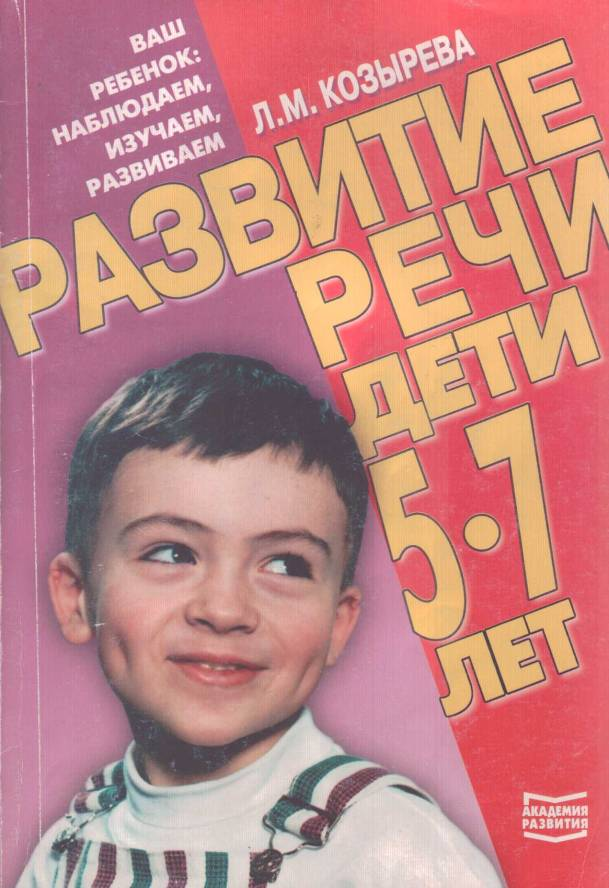 ВАШ
РЕБЕНОК:
НАБЛЮДАЕМ,
ИЗУЧАЕМ,
РАЗВИВАЕМ
Л.М. КОЗЫРЕВА
РАЗВИТИЕ
РЕЧИ
ДЕТИ
5·7
ЛЕТ
АКАДЕМИЯ
РАЗВИТИЯ